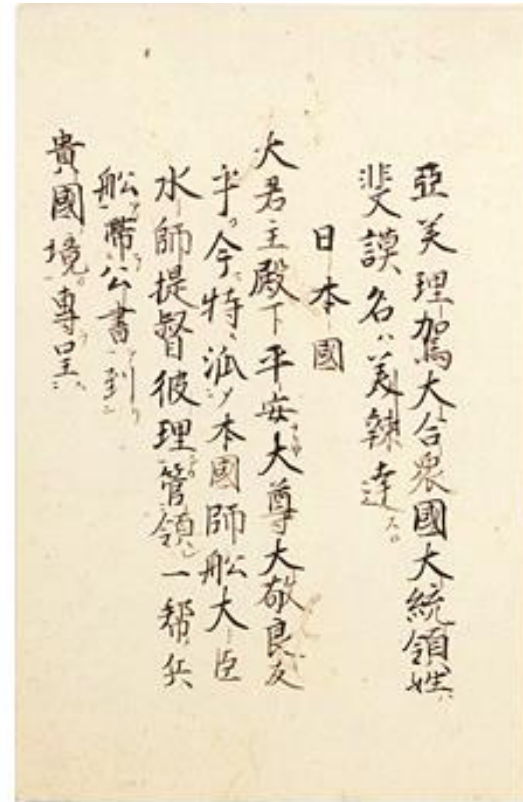 亞美理駕大合衆國大統領姓ハ
斐謨名ハ美辣達
日本國
大君主殿下平安大尊大敬良友
乎今特ニ派本國師船大臣
水師提督彼理管領一幇兵
船帶公書到
貴國境專呈